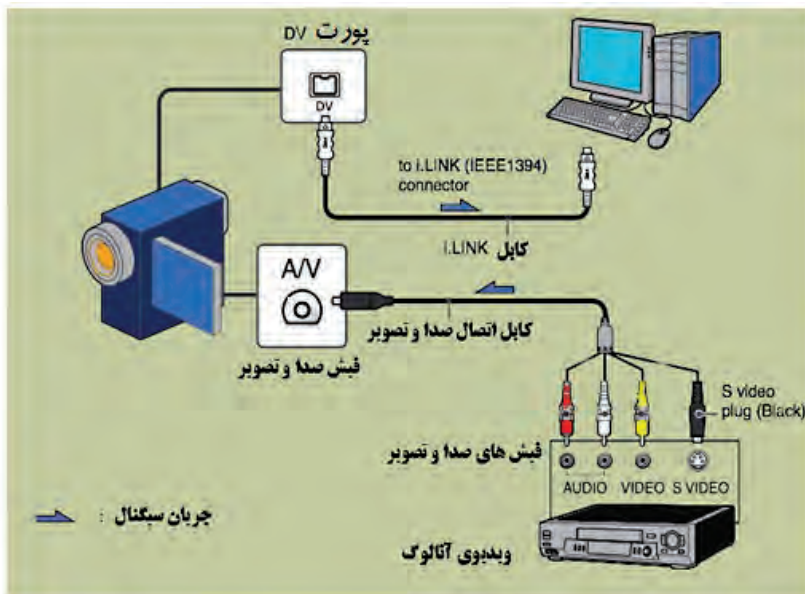 پورت DV
DV
to i.LINK (IEEE1394)
connector
کابل i.LINK
A/V
کابل اتصال صدا و تصویر
فیش صدا و تصویر
S video
plug (Black)
فیش های صدا و تصویر
AUDIO VIDEO S VIDEO
جریان سیگنال :
ویدیوی آنالوگ